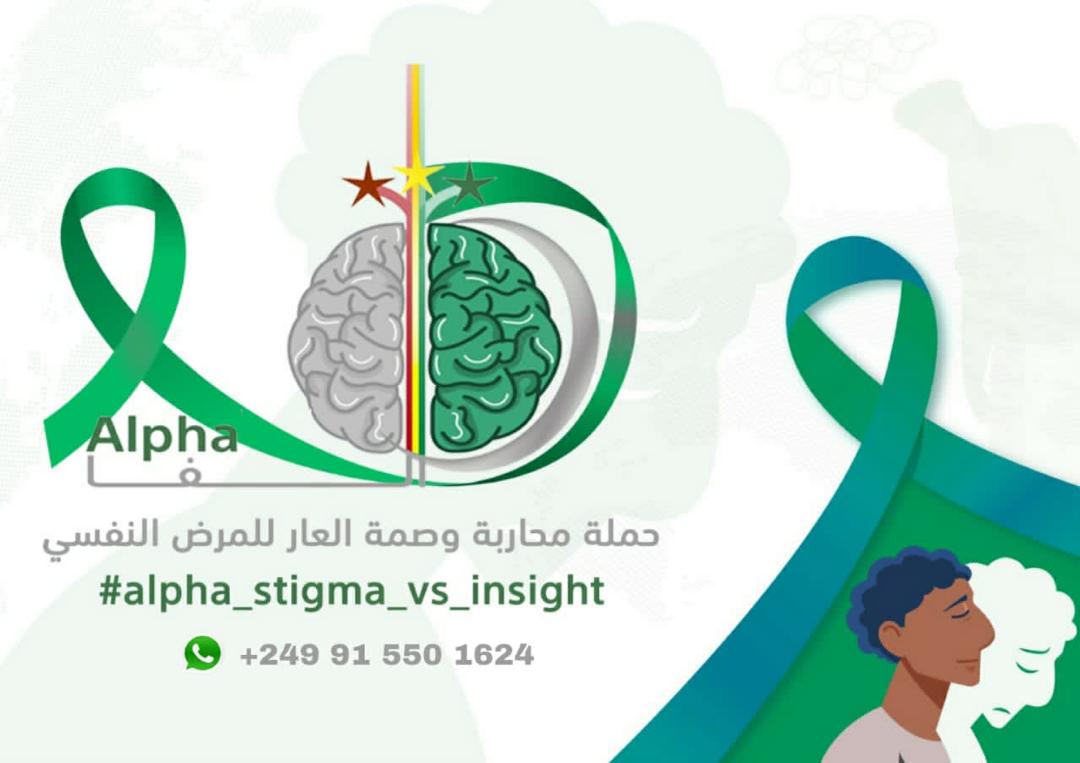 Alpha
ألفا
حملة محاربة وصمة العار للمرض النفسي
#alpha_stigma_vs_insight
+249 91 550 1624